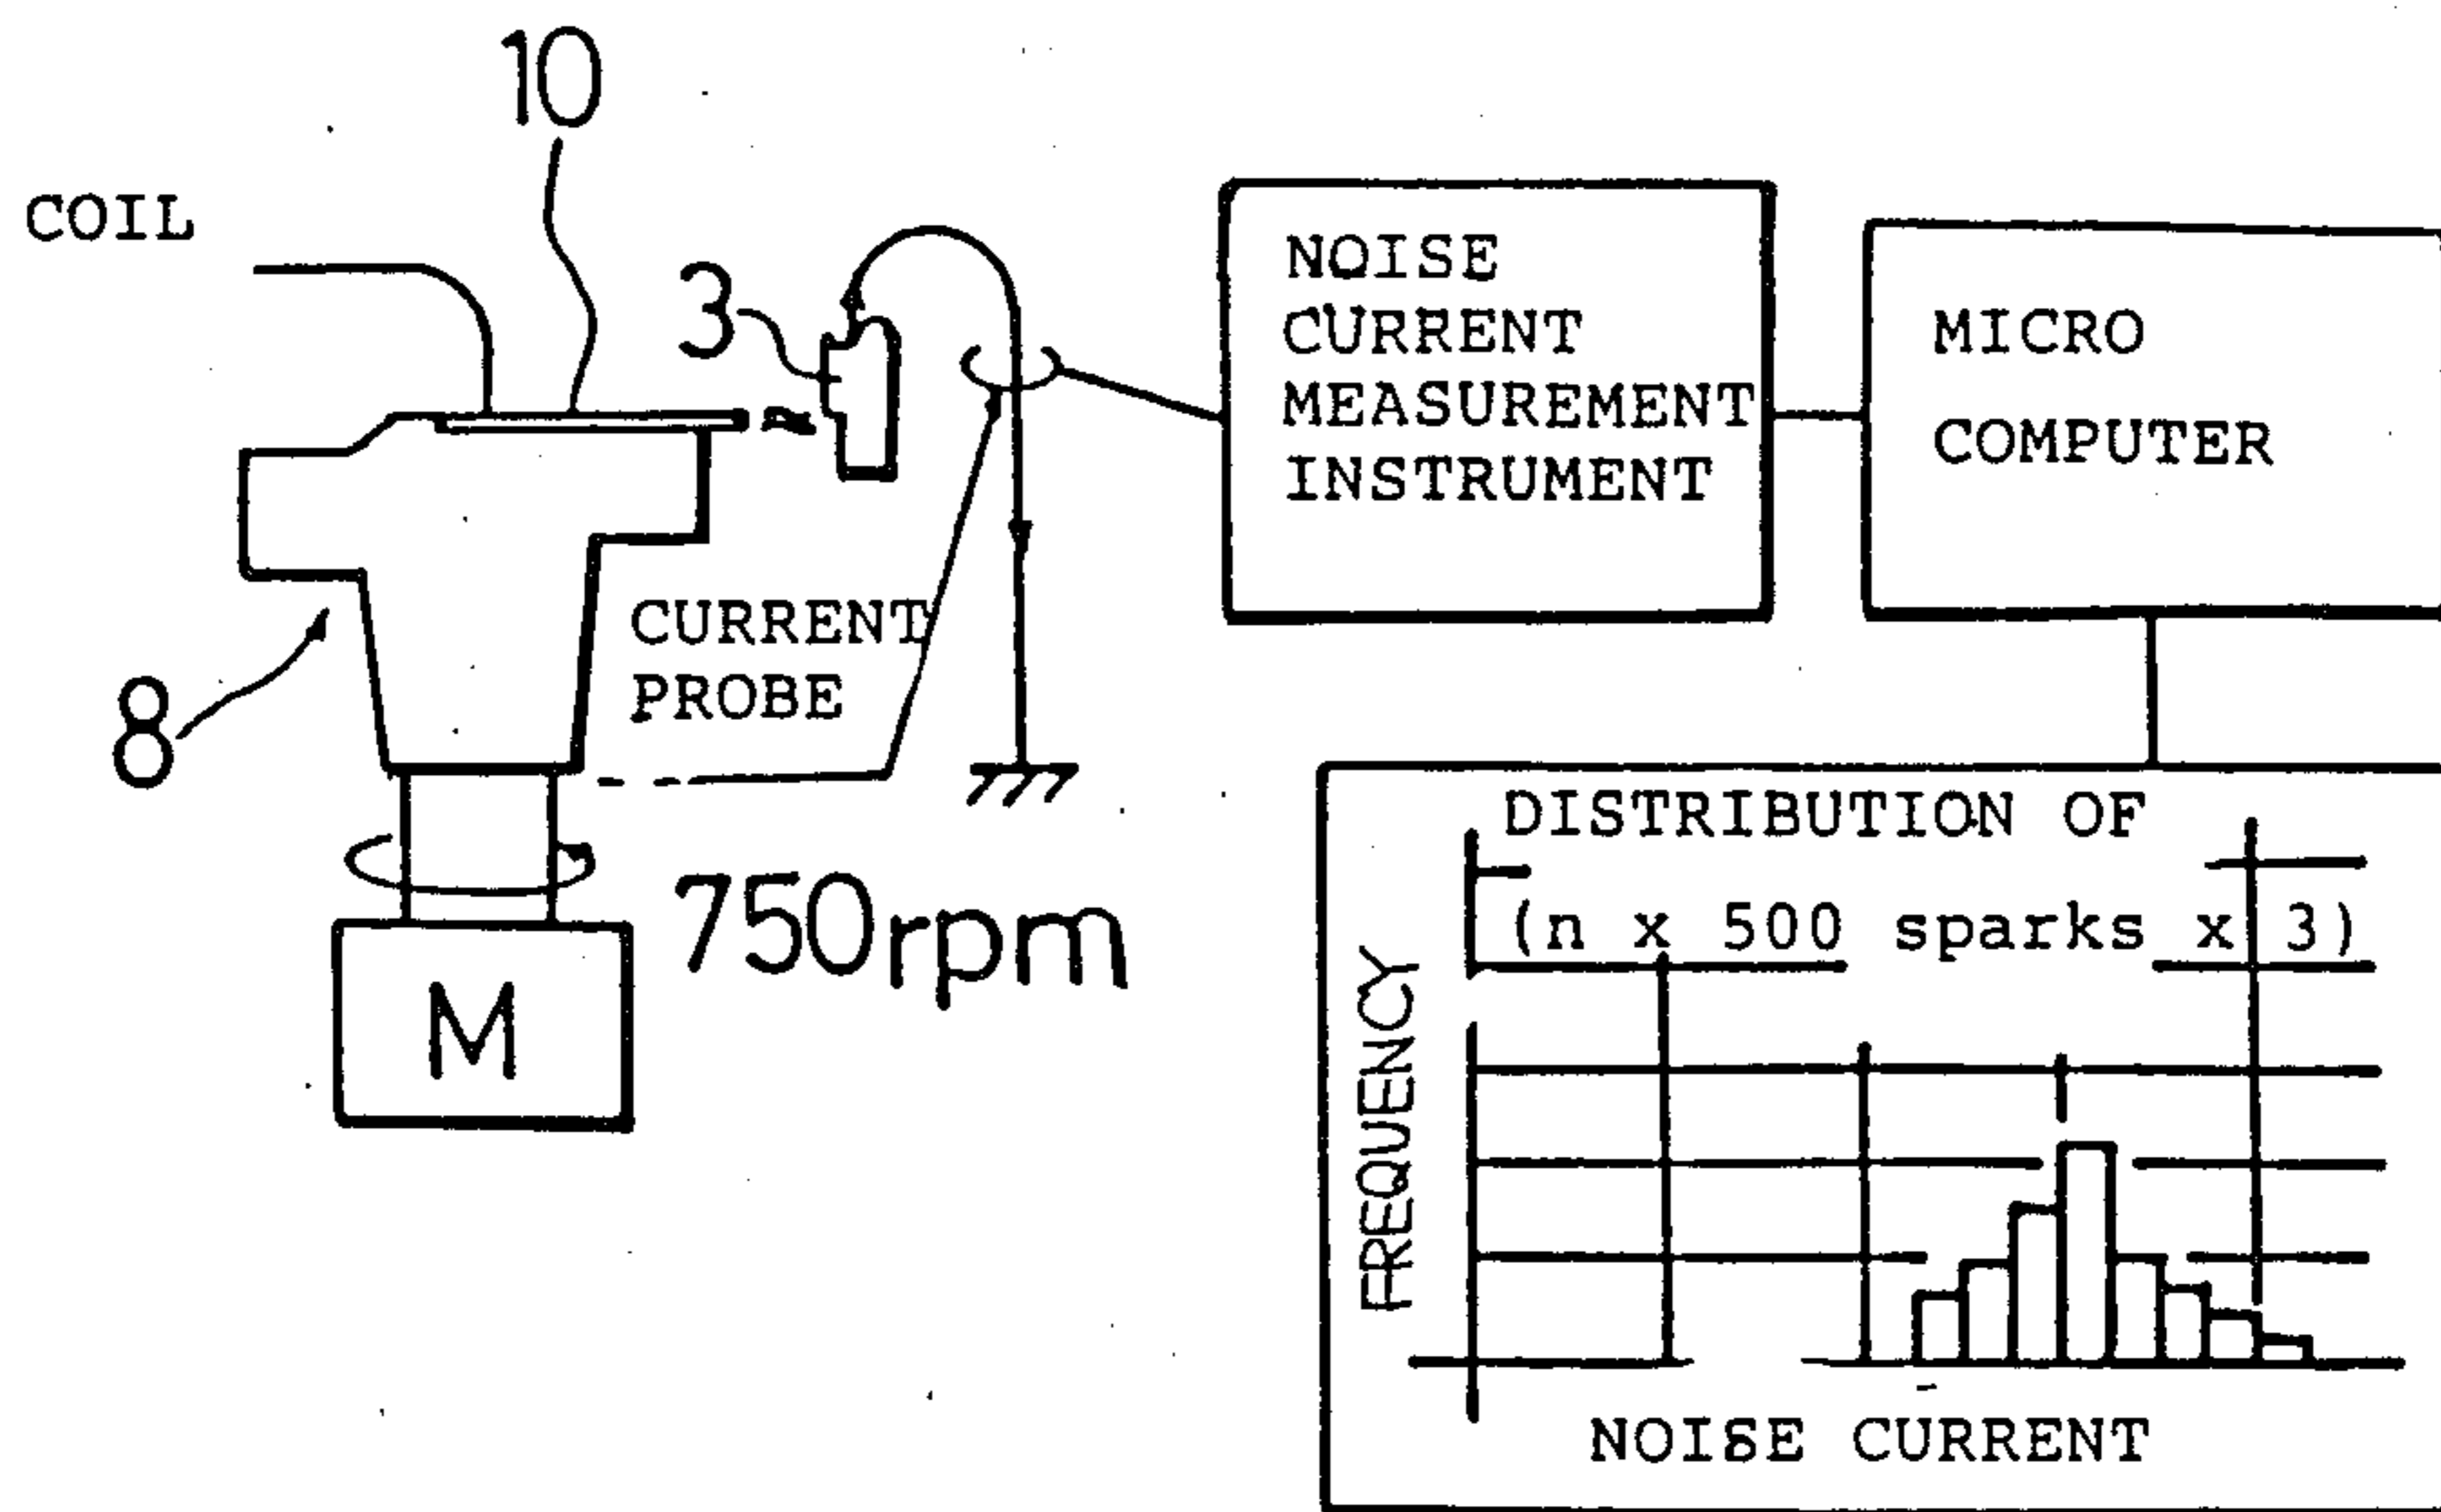 10
COIL
3
NOISE
CURRENT
MEASUREMENT
INSTRUMENT
MICRO
COMPUTER
CURRENT
PROBE
8
750rpm
M
DISTRIBUTION OF
(n x 500 sparks x 3)
FREQUENCY
NOISE CURRENT